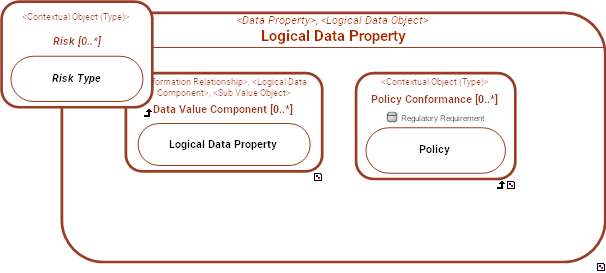 <Contextual Object (Type)>
Risk [0..*]
Risk Type
<Data Property>, <Logical Data Object>
Logical Data Property
formation Relationship>, <Logical Data
Component>, <Sub Value Object>
Data Value Component [0..*]
Logical Data Property
<Contextual Object (Type)>
Policy Conformance [0..*]
Regulatory Requirement
Policy